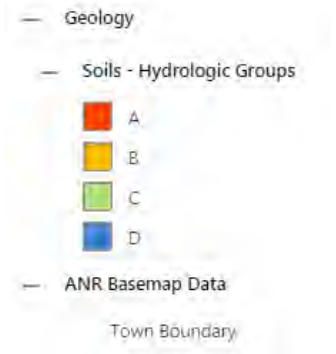 Geology
Soils - Hydrologic Groups
A
B
C
D
ANR Basemap Data
Town Boundary